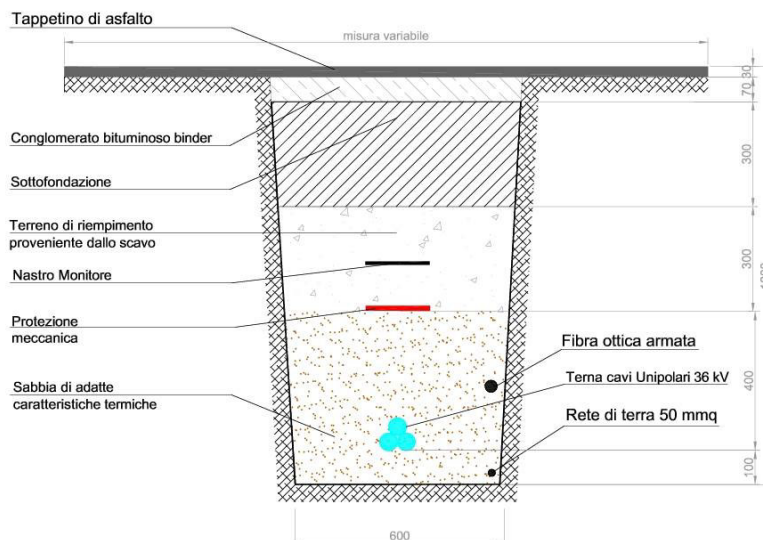 Tappetino di asfalto
misura variabile
30
70
Conglomerato bituminoso binder
300
Sottofondazione
Terreno di riempimento
proveniente dallo scavo
300
Nastro Monitore
Protezione
meccanica
Fibra ottica armata
400
Terna cavi Unipolari 36 kV
Sabbia di adatte
caratteristiche termiche
Rete di terra 50 mmq
100
600